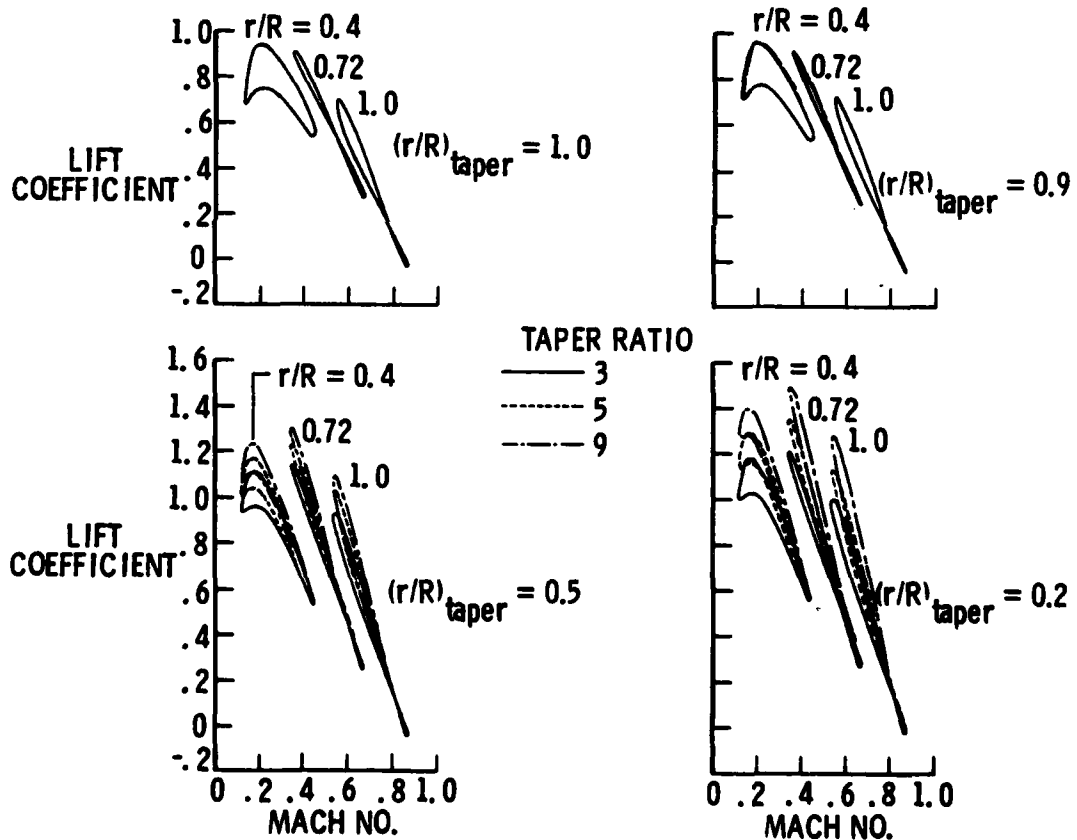 1.0
.8
.6
.4
.2
0
-.2
LIFT
COEFFICIENT
r/R = 0.4
0.72
1.0
(r/R)taper = 1.0
r/R = 0.4
0.72
1.0
(r/R)taper = 0.9
TAPER RATIO
3
5
9
1.6
1.4
1.2
1.0
.8
.6
.4
.2
0
-.2
LIFT
COEFFICIENT
r/R = 0.4
0.72
1.0
(r/R)taper = 0.5
0 .2 .4 .6 .8 1.0
MACH NO.
r/R = 0.4
0.72
1.0
(r/R)taper = 0.2
0 .2 .4 .6 .8 1.0
MACH NO.